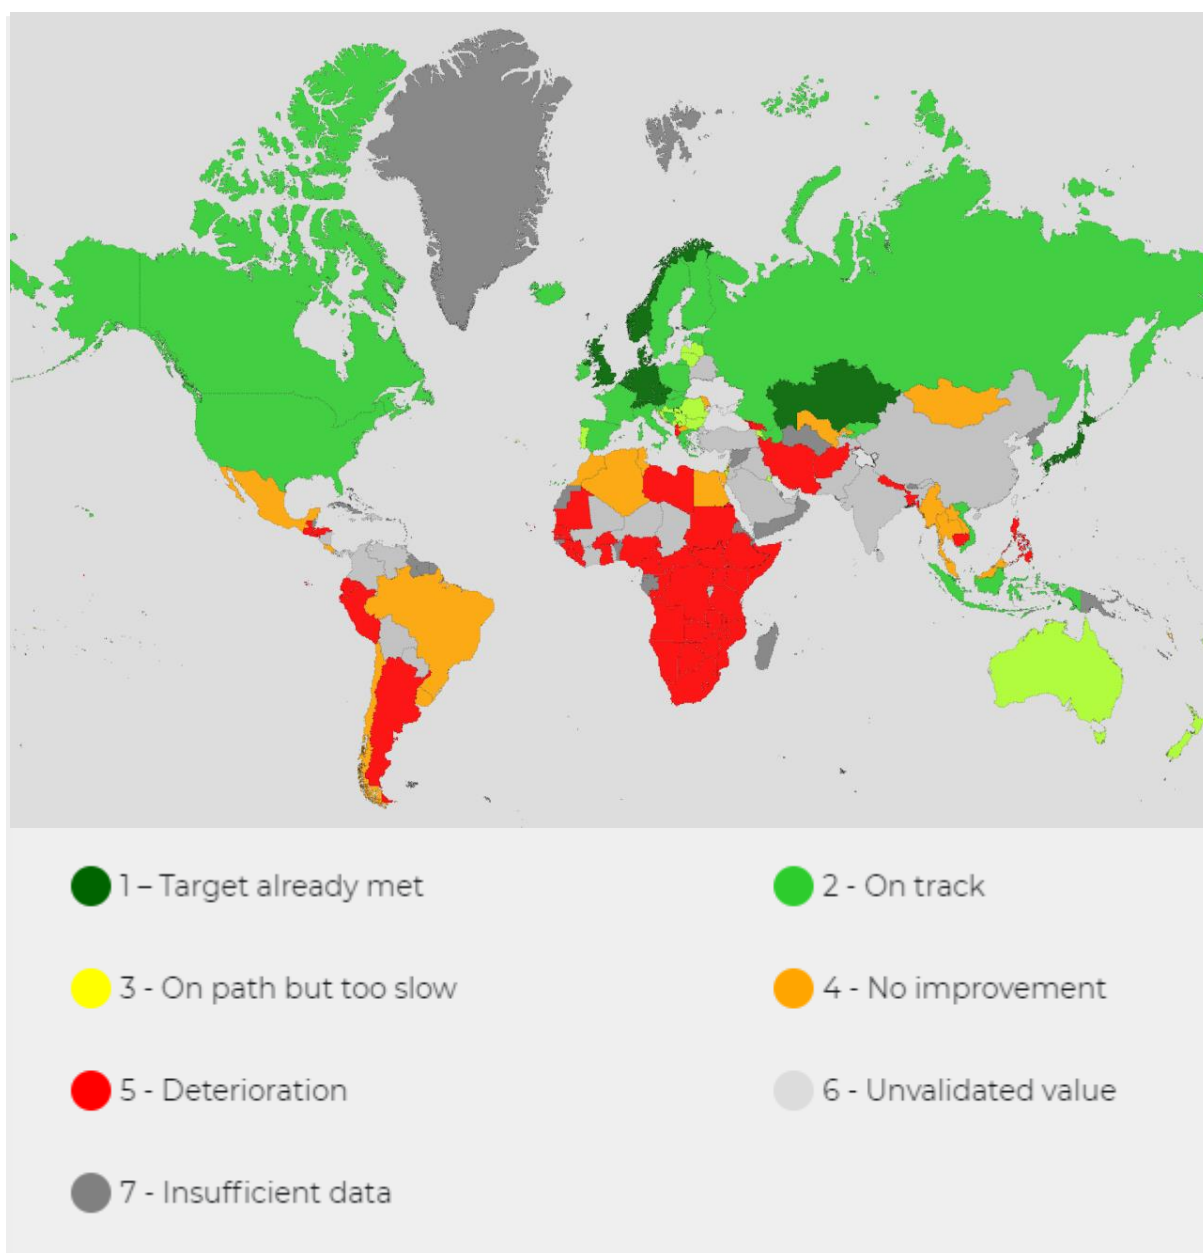 1 – Target already met
2 - On track
3 - On path but too slow
4 - No improvement
5 - Deterioration
6 - Unvalidated value
7 - Insufficient data